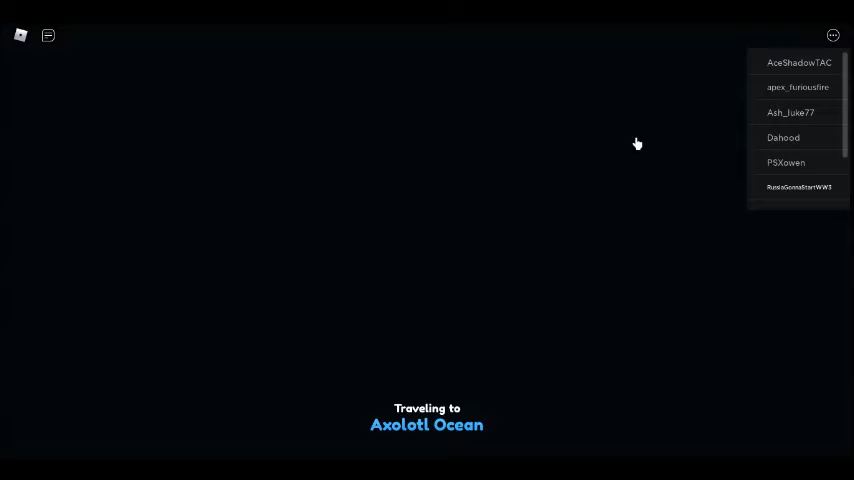 AceShadowTAC
apex_furiousfire
Ash_luke77
Dahood
PSXowen
RussiaGonnaStartWW3
Traveling to
Axolotl Ocean